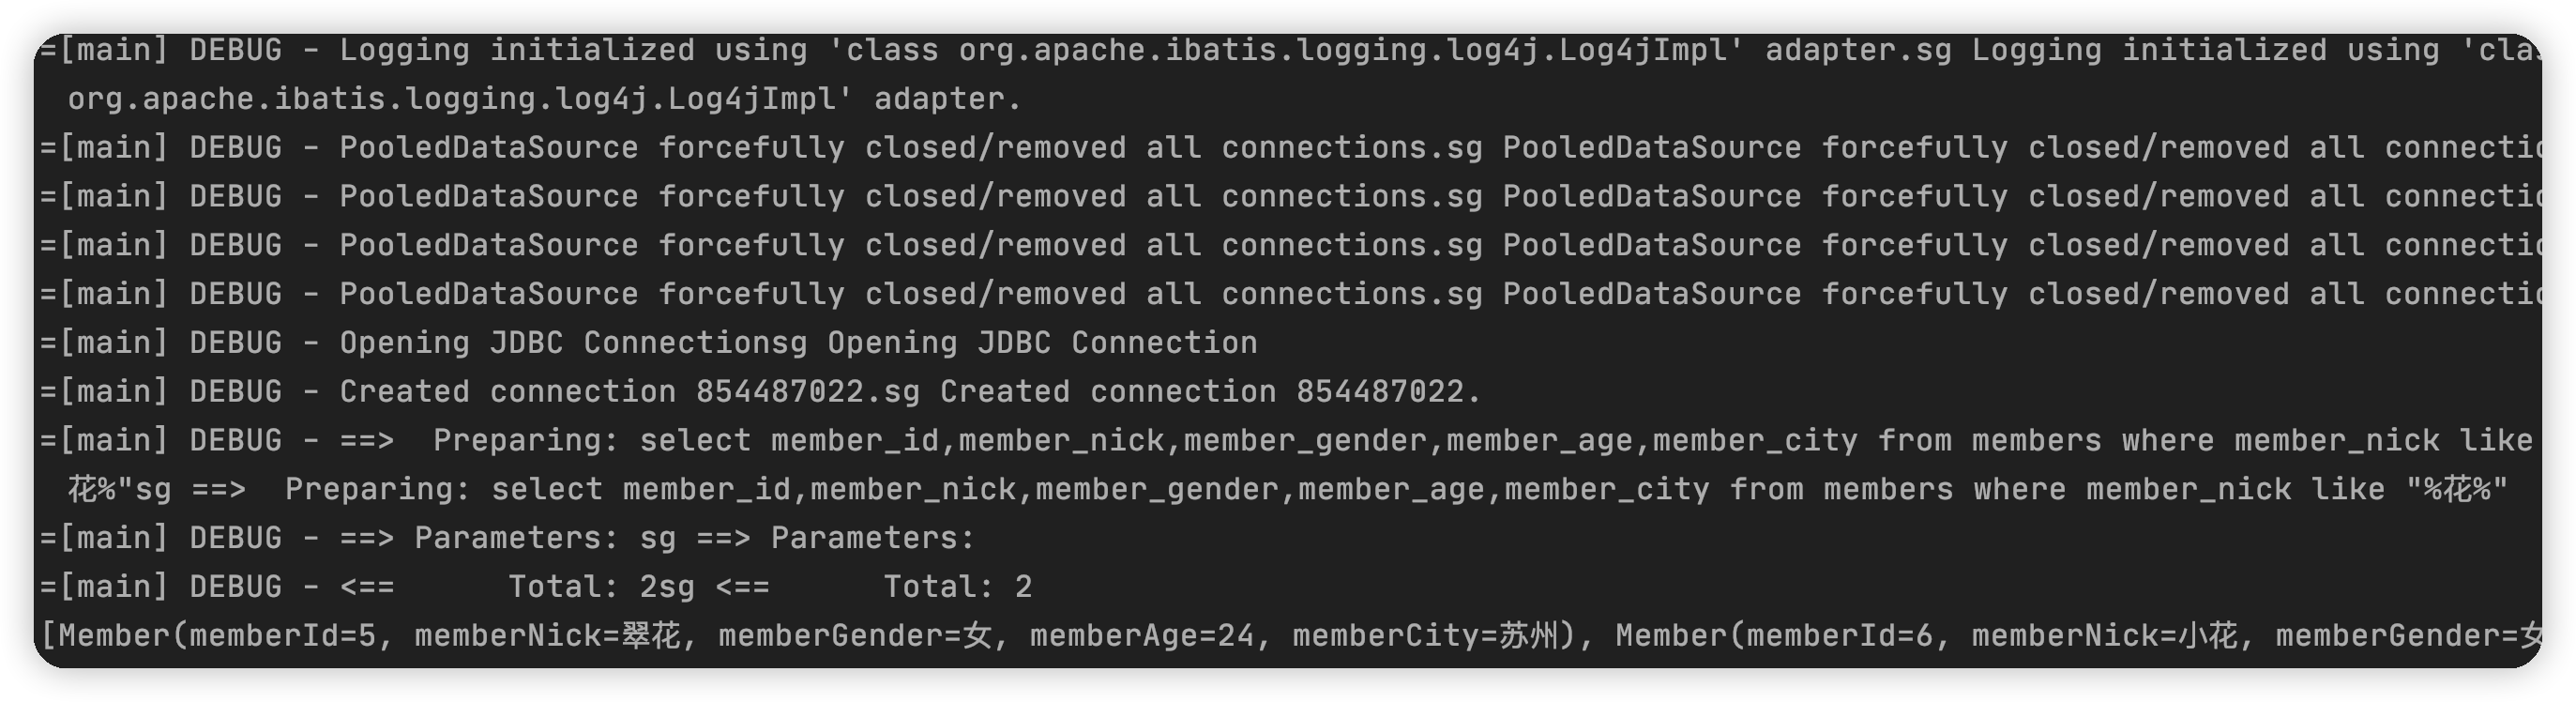 =[main] DEBUG - Logging initialized using 'class org.apache.ibatis.logging.log4j.Log4jImpl' adapter.sg Logging initialized using
org.apache.ibatis.logging.log4j.Log4jImpl' adapter.
=[main] DEBUG - PooledDataSource forcefully closed/removed all connections.sg PooledDataSource forcefully closed/removed all
=[main] DEBUG - PooledDataSource forcefully closed/removed all connections.sg PooledDataSource forcefully closed/removed all
=[main] DEBUG - PooledDataSource forcefully closed/removed all connections.sg PooledDataSource forcefully closed/removed all
=[main] DEBUG - PooledDataSource forcefully closed/removed all connections.sg PooledDataSource forcefully closed/removed all
=[main] DEBUG - Opening JDBC Connectionsg Opening JDBC Connection
=[main] DEBUG - Created connection 854487022.sg Created connection 854487022.
=[main] DEBUG - ==>  Preparing: select member_id,member_nick,member_gender,member_age,member_city from members where member_nick like
花%"sg ==>  Preparing: select member_id,member_nick,member_gender,member_age,member_city from members where member_nick like "%花%"
=[main] DEBUG - ==> Parameters: sg ==> Parameters:
=[main] DEBUG - <==      Total: 2sg <==      Total: 2
[Member(memberId=5, memberNick=翠花, memberGender=女, memberAge=24, memberCity=苏州), Member(memberId=6, memberNick=小花, memberGender=女